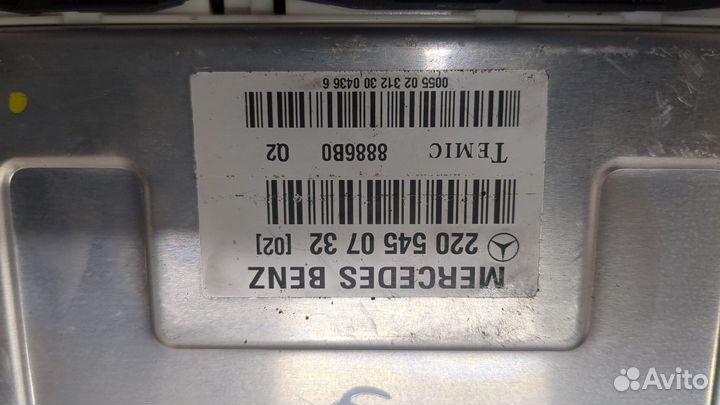 MERCEDES BENZ
220 545 07 32 [02]
TEMIC 8886B0 Q2
0055 02 312 30 0436 6
Avito